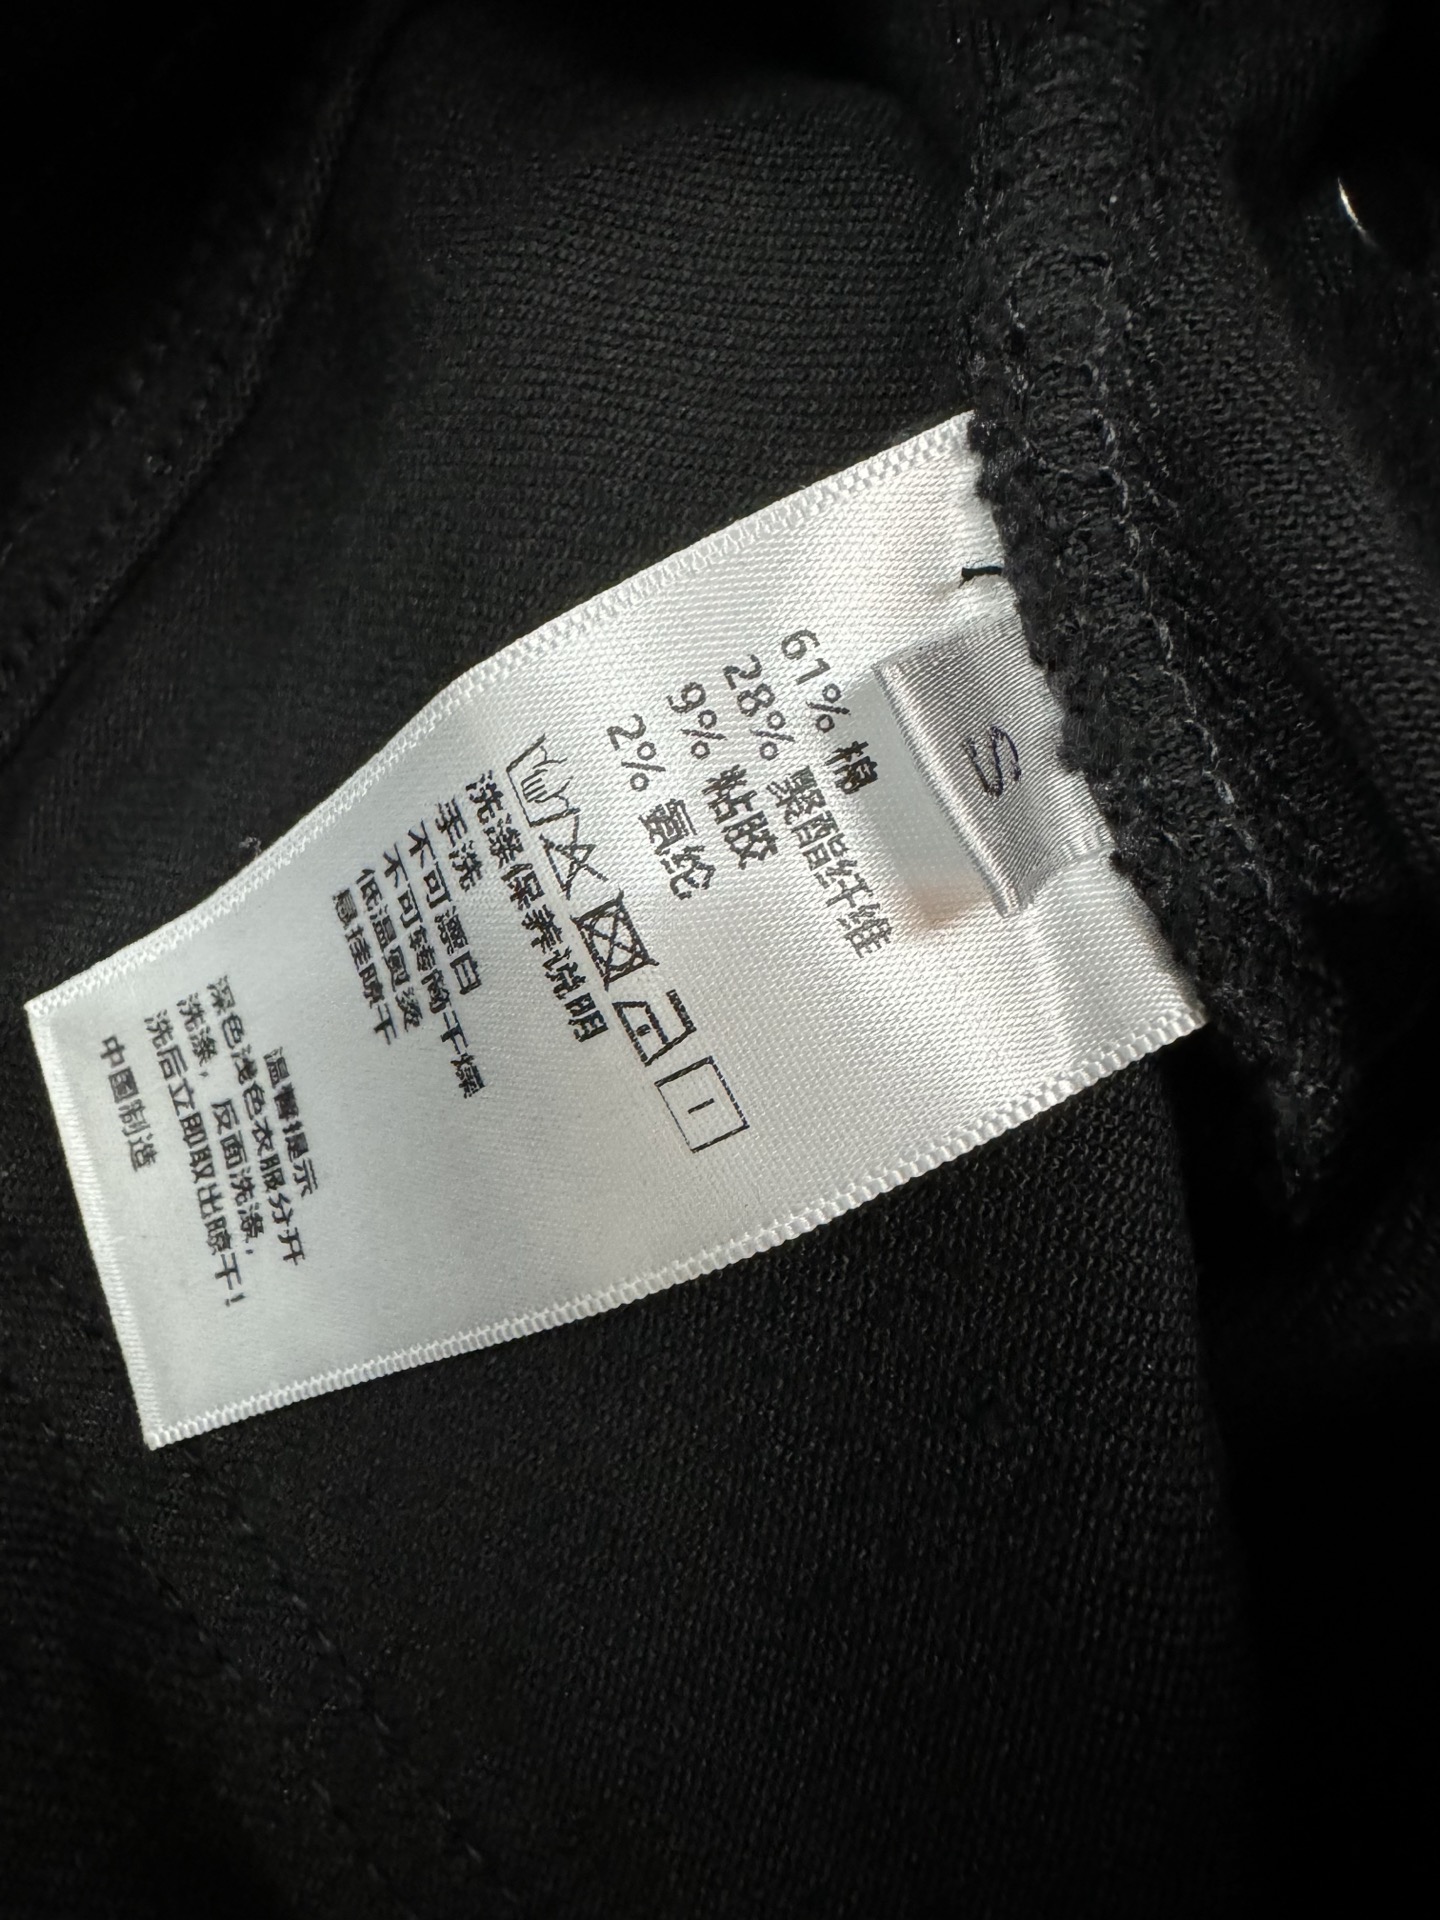 S
61% 棉
28% 聚酯纤维
9% 粘胶
2% 氨纶
洗涤保养说明
手洗
不可漂白
不可转筒干燥
低温熨烫
悬挂晾干
温馨提示
深色浅色衣服分开
洗涤，反面洗涤，
洗后立即取出晾干！
中国制造